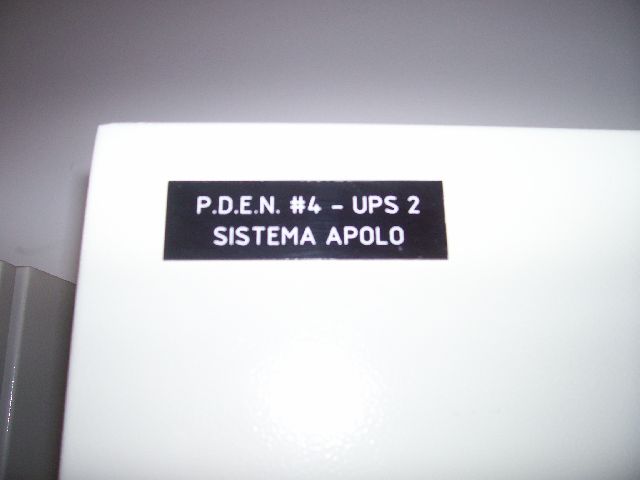 P.D.E.N. #4 - UPS 2
SISTEMA APOLO